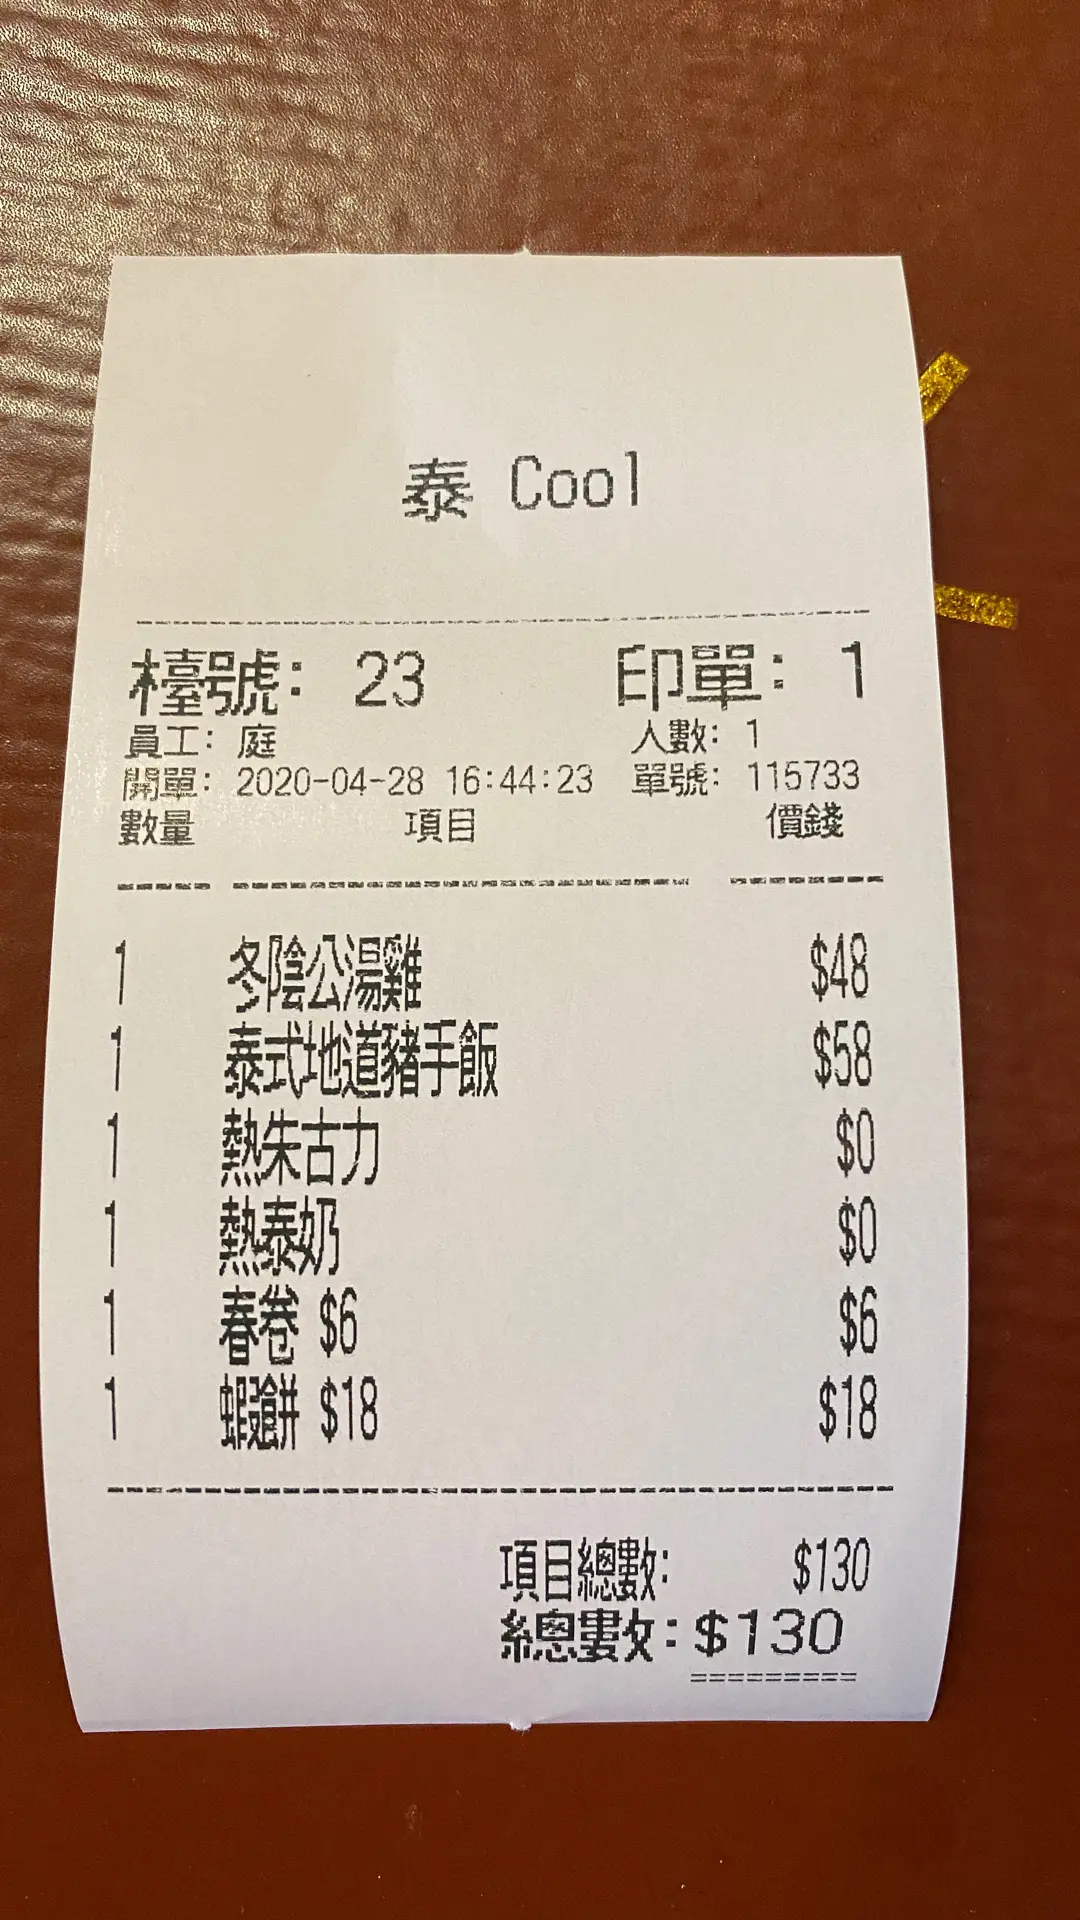 泰 Cool
檯號: 23 印單: 1
員工: 庭 人數: 1
開單: 2020-04-28 16:44:23 單號: 115733
數量 項目 價錢
1 冬陰公湯雞 $48
1 泰式地道豬手飯 $58
1 熱朱古力 $0
1 熱泰奶 $0
1 春卷 $6 $6
1 蝦餅 $18 $18
項目總數: $130
總數: $130